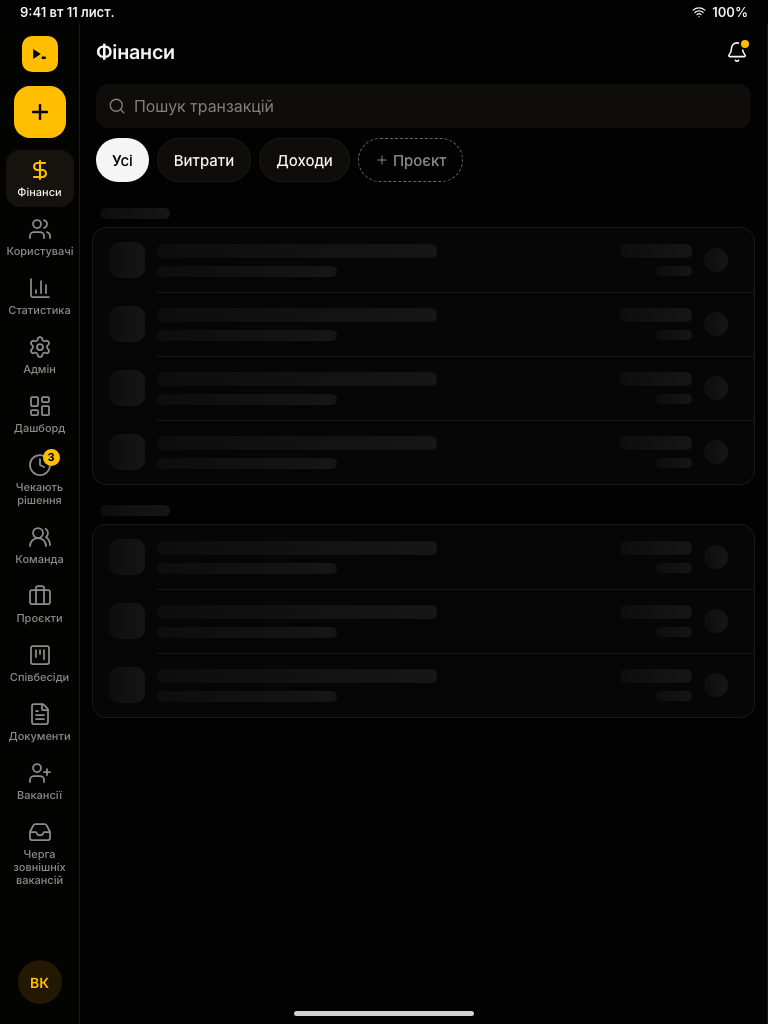 9:41 вт 11 лист.
100%
Фінанси
Пошук транзакцій
Усі
Витрати
Доходи
+ Проєкт
Фінанси
Користувачі
Статистика
Адмін
Дашборд
3
Чекають
рішення
Команда
Проєкти
Співбесіди
Документи
Вакансії
Черга
зовнішніх
вакансій
ВК